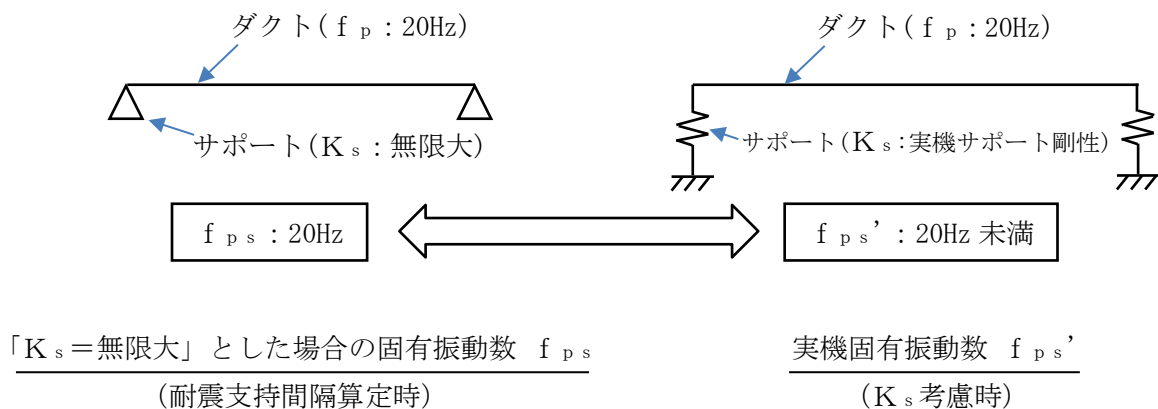 ダクト(fp:20Hz)
サポート(Ks:無限大)
fps:20Hz
「Ks=無限大」とした場合の固有振動数 fps
(耐震支持間隔算定時)
ダクト(fp:20Hz)
サポート(Ks:実機サポート剛性)
fps’:20Hz 未満
実機固有振動数 fps’
(Ks考慮時)